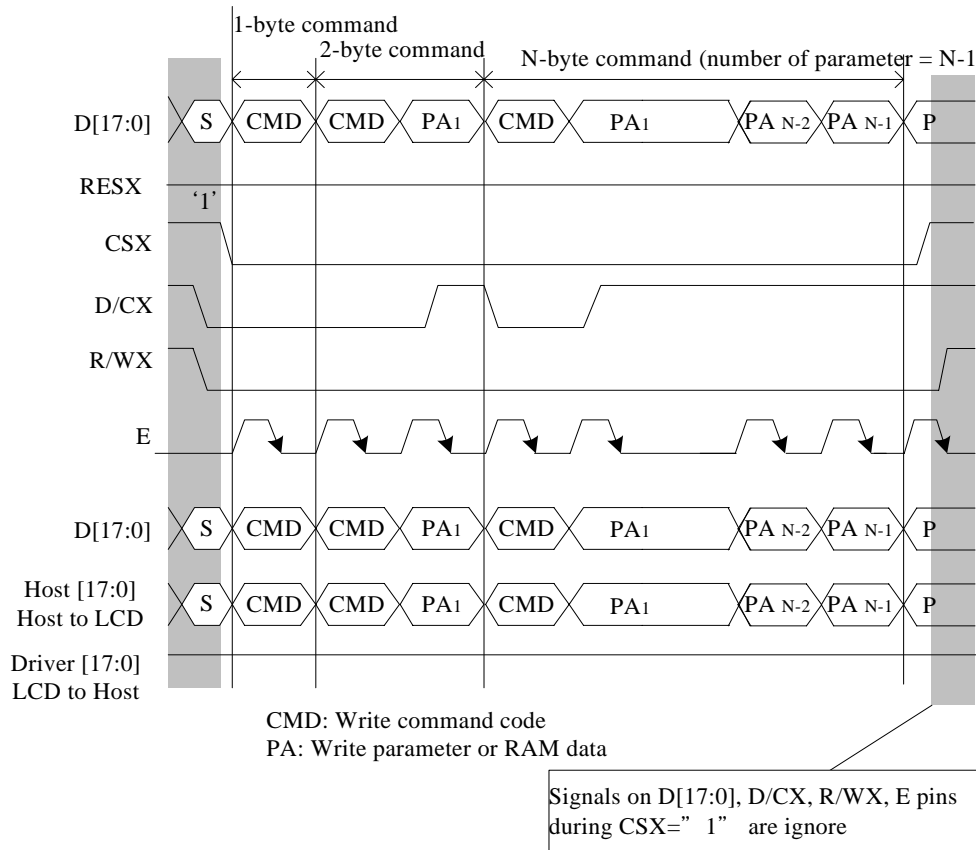 1-byte command
2-byte command
N-byte command (number of parameter = N-1
D[17:0] S CMD CMD PA1 CMD PA1 PA N-2 PA N-1 P
RESX
‘1’
CSX
D/CX
R/WX
E
D[17:0] S CMD CMD PA1 CMD PA1 PA N-2 PA N-1 P
Host [17:0]
Host to LCD
S CMD CMD PA1 CMD PA1 PA N-2 PA N-1 P
Driver [17:0]
LCD to Host
CMD: Write command code
PA: Write parameter or RAM data
Signals on D[17:0], D/CX, R/WX, E pins
during CSX=” 1” are ignore